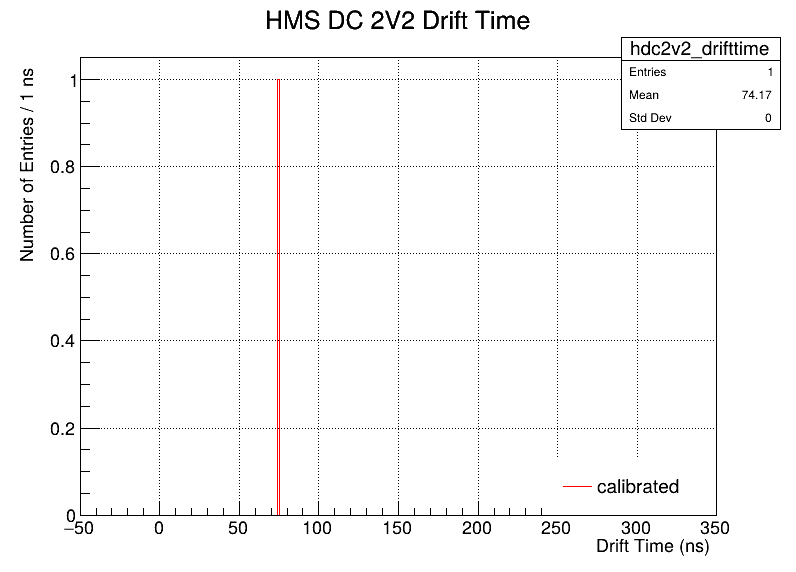 HMS DC 2V2 Drift Time
hdc2v2_drifttime
Entries 1
Mean 74.17
Std Dev 0
Number of Entries / 1 ns
1
0.8
0.6
0.4
0.2
0
−50 0 50 100 150 200 250 300 350
Drift Time (ns)
calibrated